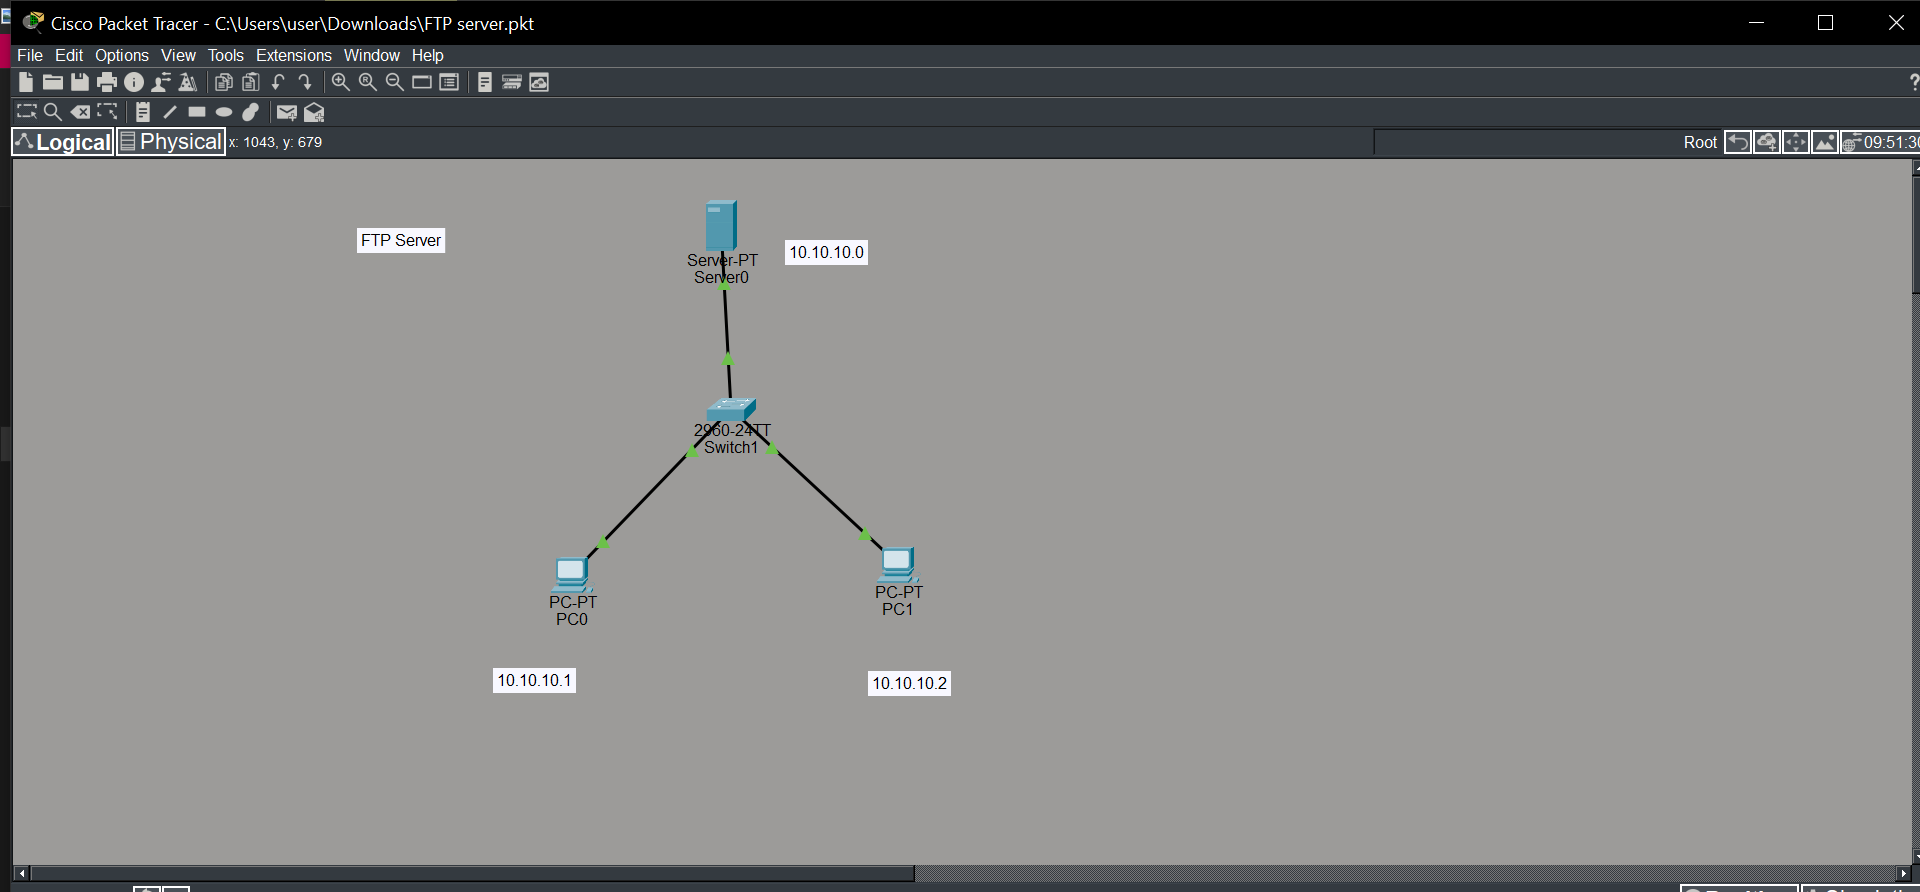 Cisco Packet Tracer - C:\Users\user\Downloads\FTP server.pkt
File Edit Options View Tools Extensions Window Help
Logical Physical x: 1043, y: 679 Root 09:51:30
FTP Server
10.10.10.0
Server-PT
Server0
2960-24TT
Switch1
PC-PT
PC0
PC-PT
PC1
10.10.10.1
10.10.10.2